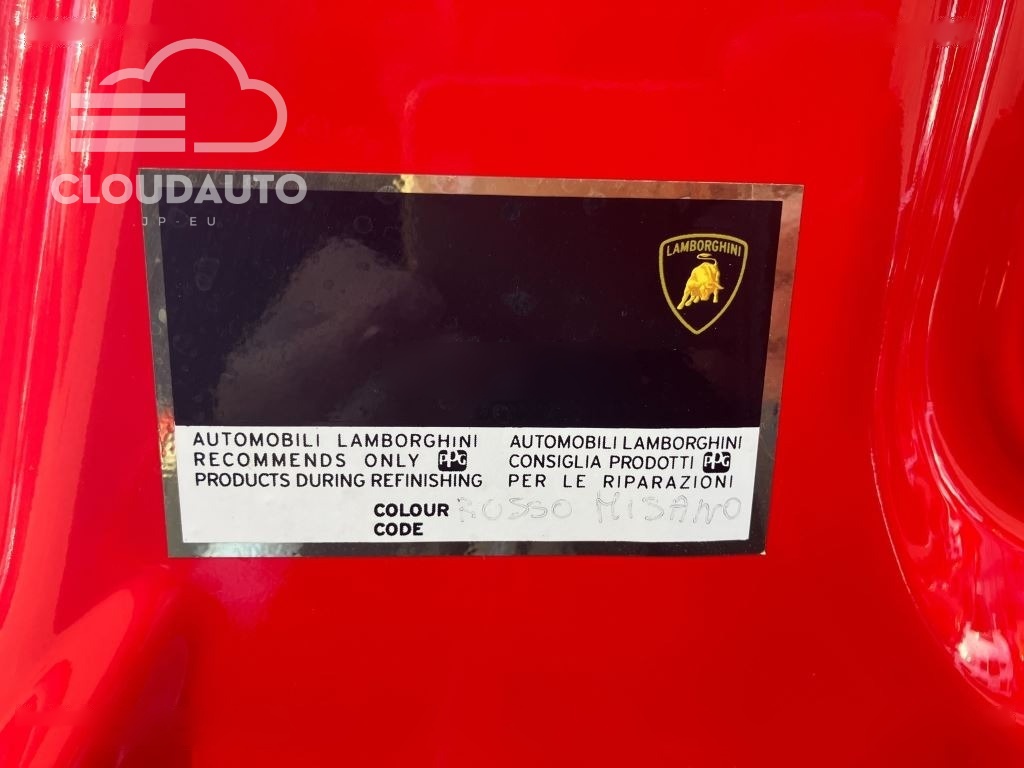 CLOUDAUTO
JP-EU
LAMBORGHINI
AUTOMOBILI LAMBORGHINI
RECOMMENDS ONLY PPG
PRODUCTS DURING REFINISHING
AUTOMOBILI LAMBORGHINI
CONSIGLIA PRODOTTI PPG
PER LE RIPARAZIONI
COLOUR ROSSO MISANO
CODE